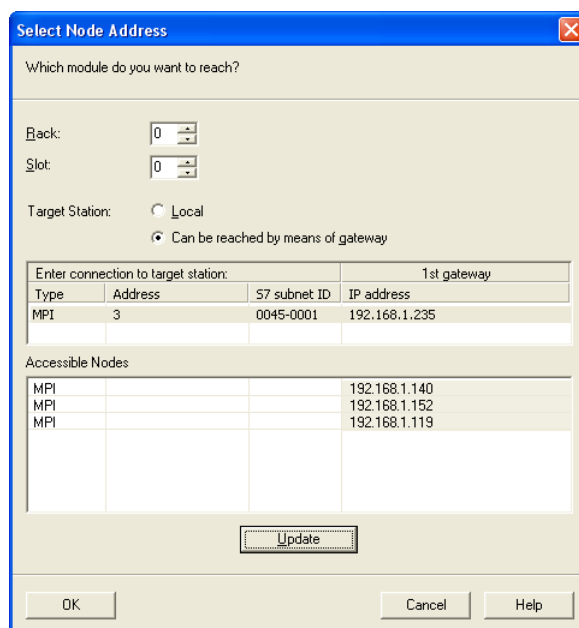 Select Node Address
Which module do you want to reach?
Rack: 0
Slot: 0
Target Station: Local
Can be reached by means of gateway
Enter connection to target station: 1st gateway
Type Address S7 subnet ID IP address
MPI 3 0045-0001 192.168.1.235
Accessible Nodes
MPI 192.168.1.140
MPI 192.168.1.152
MPI 192.168.1.119
Update
OK Cancel Help